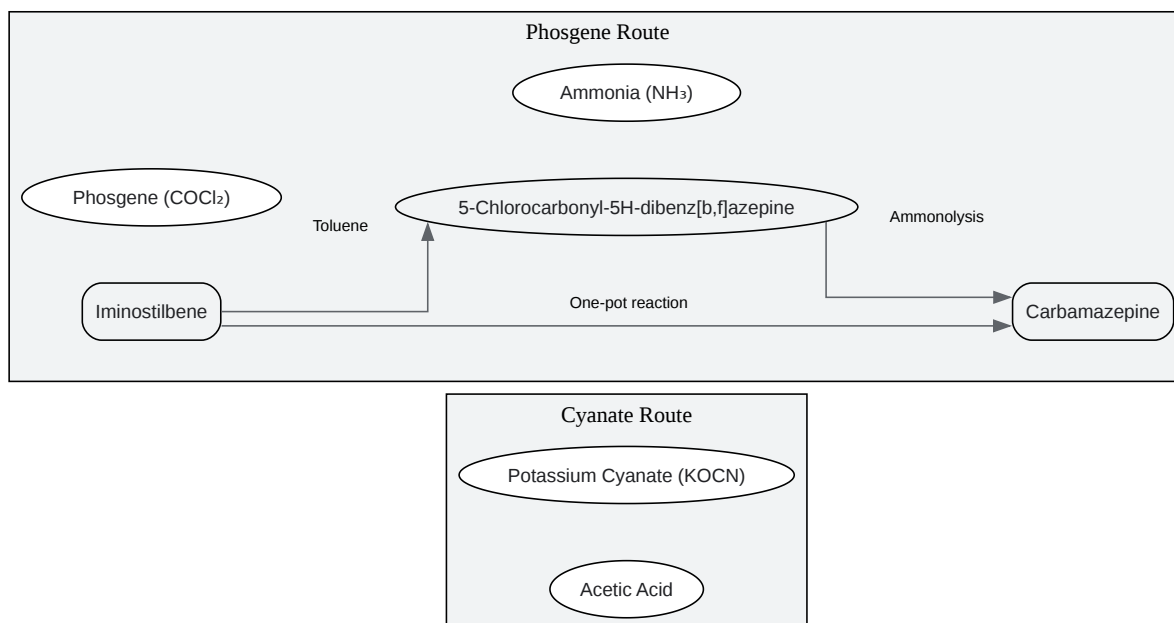 Phosgene Route
Ammonia (NH₃)
Phosgene (COCl₂)
5-Chlorocarbonyl-5H-dibenz[b,f]azepine
Toluene
Ammonolysis
Iminostilbene
One-pot reaction
Carbamazepine
Cyanate Route
Potassium Cyanate (KOCN)
Acetic Acid